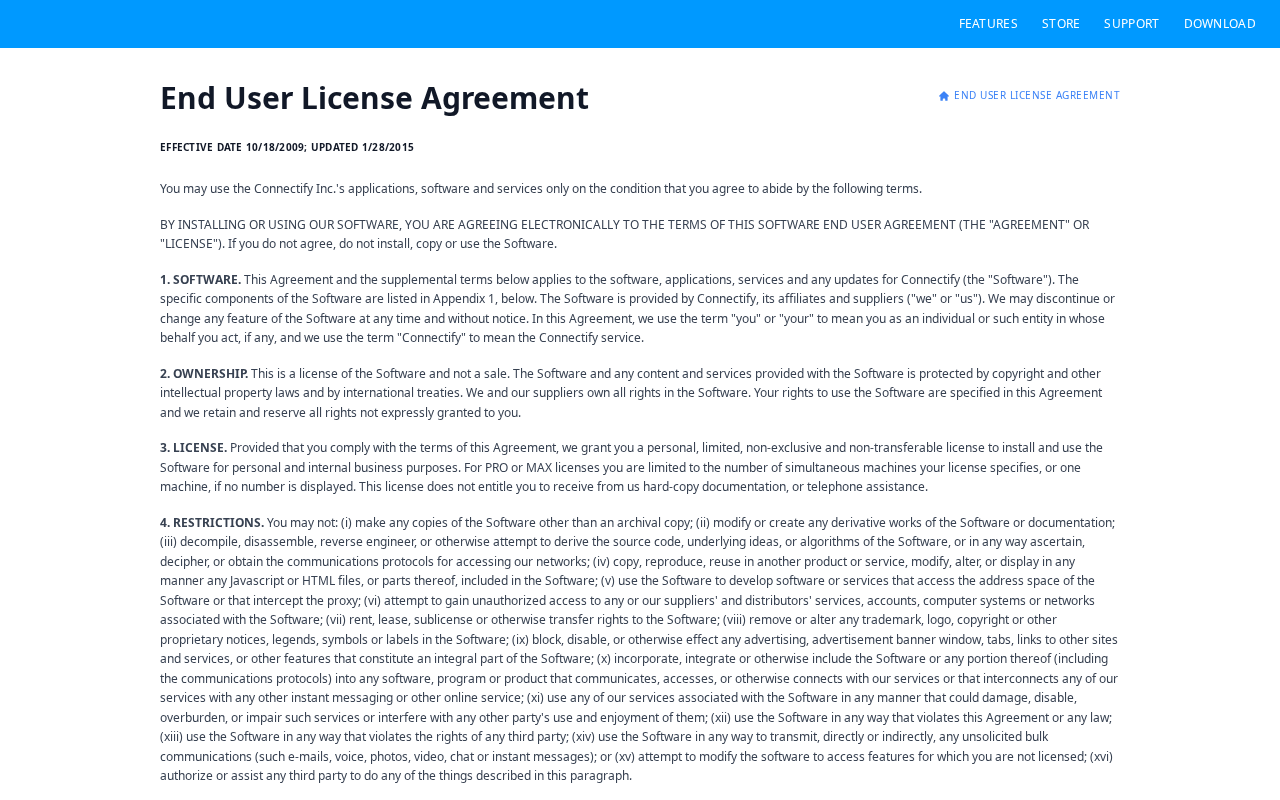 FEATURES STORE SUPPORT DOWNLOAD
End User License Agreement
END USER LICENSE AGREEMENT
EFFECTIVE DATE 10/18/2009; UPDATED 1/28/2015
You may use the Connectify Inc.'s applications, software and services only on the condition that you agree to abide by the following terms.
BY INSTALLING OR USING OUR SOFTWARE, YOU ARE AGREEING ELECTRONICALLY TO THE TERMS OF THIS SOFTWARE END USER AGREEMENT (THE "AGREEMENT" OR
"LICENSE"). If you do not agree, do not install, copy or use the Software.
1. SOFTWARE. This Agreement and the supplemental terms below applies to the software, applications, services and any updates for Connectify (the "Software"). The
specific components of the Software are listed in Appendix 1, below. The Software is provided by Connectify, its affiliates and suppliers ("we" or "us"). We may discontinue or
change any feature of the Software at any time and without notice. In this Agreement, we use the term "you" or "your" to mean you as an individual or such entity in whose
behalf you act, if any, and we use the term "Connectify" to mean the Connectify service.
2. OWNERSHIP. This is a license of the Software and not a sale. The Software and any content and services provided with the Software is protected by copyright and other
intellectual property laws and by international treaties. We and our suppliers own all rights in the Software. Your rights to use the Software are specified in this Agreement
and we retain and reserve all rights not expressly granted to you.
3. LICENSE. Provided that you comply with the terms of this Agreement, we grant you a personal, limited, non-exclusive and non-transferable license to install and use the
Software for personal and internal business purposes. For PRO or MAX licenses you are limited to the number of simultaneous machines your license specifies, or one
machine, if no number is displayed. This license does not entitle you to receive from us hard-copy documentation, or telephone assistance.
4. RESTRICTIONS. You may not: (i) make any copies of the Software other than an archival copy; (ii) modify or create any derivative works of the Software or documentation;
(iii) decompile, disassemble, reverse engineer, or otherwise attempt to derive the source code, underlying ideas, or algorithms of the Software, or in any way ascertain,
decipher, or obtain the communications protocols for accessing our networks; (iv) copy, reproduce, reuse in another product or service, modify, alter, or display in any
manner any Javascript or HTML files, or parts thereof, included in the Software; (v) use the Software to develop software or services that access the address space of the
Software or that intercept the proxy; (vi) attempt to gain unauthorized access to any or our suppliers' and distributors' services, accounts, computer systems or networks
associated with the Software; (vii) rent, lease, sublicense or otherwise transfer rights to the Software; (viii) remove or alter any trademark, logo, copyright or other
proprietary notices, legends, symbols or labels in the Software; (ix) block, disable, or otherwise effect any advertising, advertisement banner window, tabs, links to other sites
and services, or other features that constitute an integral part of the Software; (x) incorporate, integrate or otherwise include the Software or any portion thereof (including
the communications protocols) into any software, program or product that communicates, accesses, or otherwise connects with our services or that interconnects any of our
services with any other instant messaging or other online service; (xi) use any of our services associated with the Software in any manner that could damage, disable,
overburden, or impair such services or interfere with any other party's use and enjoyment of them; (xii) use the Software in any way that violates this Agreement or any law;
(xiii) use the Software in any way that violates the rights of any third party; (xiv) use the Software in any way to transmit, directly or indirectly, any unsolicited bulk
communications (such e-mails, voice, photos, video, chat or instant messages); or (xv) attempt to modify the software to access features for which you are not licensed; (xvi)
authorize or assist any third party to do any of the things described in this paragraph.